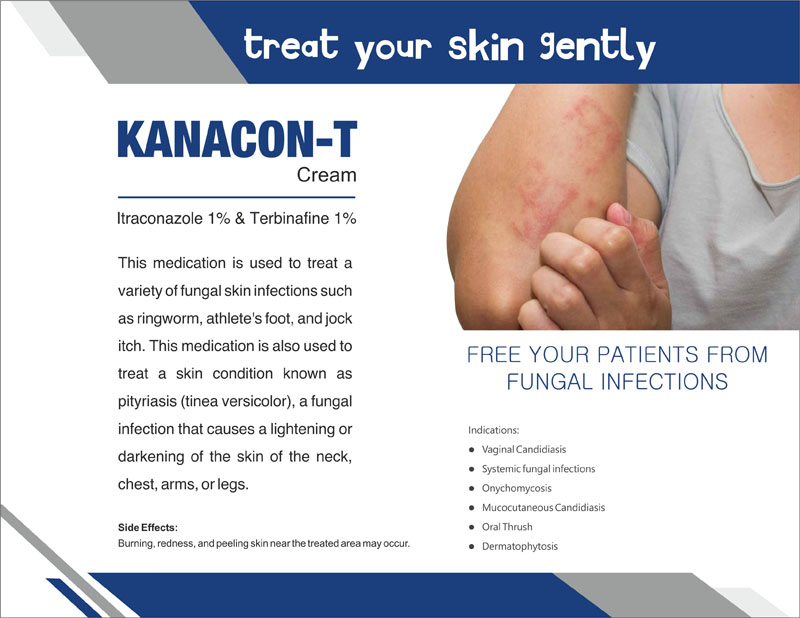 treat your skin gently
KANACON-T
Cream
Itraconazole 1% & Terbinafine 1%
This medication is used to treat a
variety of fungal skin infections such
as ringworm, athlete's foot, and jock
itch. This medication is also used to
treat a skin condition known as
pityriasis (tinea versicolor), a fungal
infection that causes a lightening or
darkening of the skin of the neck,
chest, arms, or legs.
Side Effects:
Burning, redness, and peeling skin near the treated area may occur.
FREE YOUR PATIENTS FROM
FUNGAL INFECTIONS
Indications:
● Vaginal Candidiasis
● Systemic fungal infections
● Onychomycosis
● Mucocutaneous Candidiasis
● Oral Thrush
● Dermatophytosis